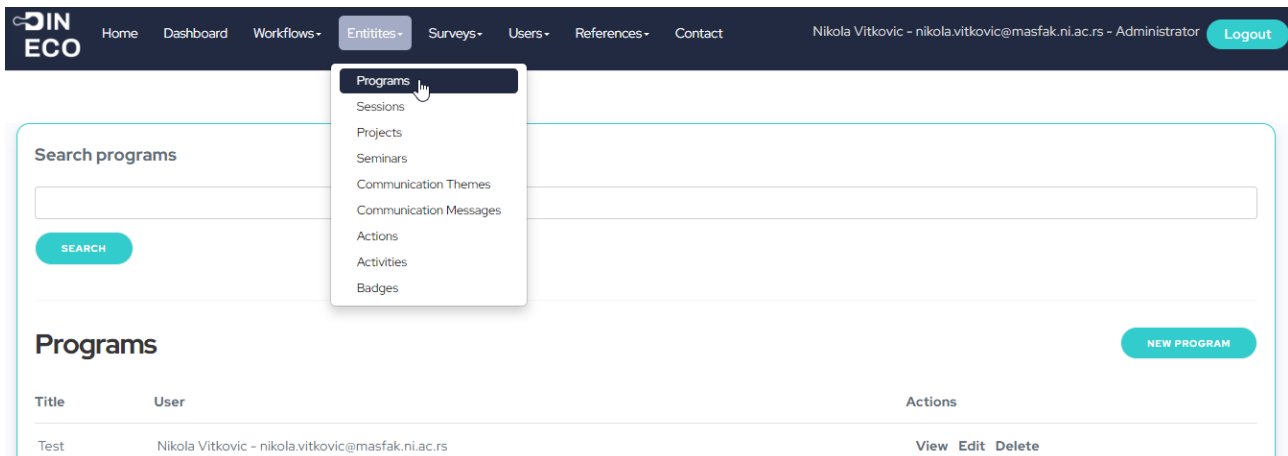 DIN
ECO
Home Dashboard Workflows Entitites Surveys Users References Contact Nikola Vitkovic - nikola.vitkovic@masfak.ni.ac.rs - Administrator Logout
Programs
Sessions
Projects
Seminars
Communication Themes
Communication Messages
Actions
Activities
Badges
Search programs
SEARCH
Programs
NEW PROGRAM
Title User Actions
Test Nikola Vitkovic - nikola.vitkovic@masfak.ni.ac.rs View Edit Delete